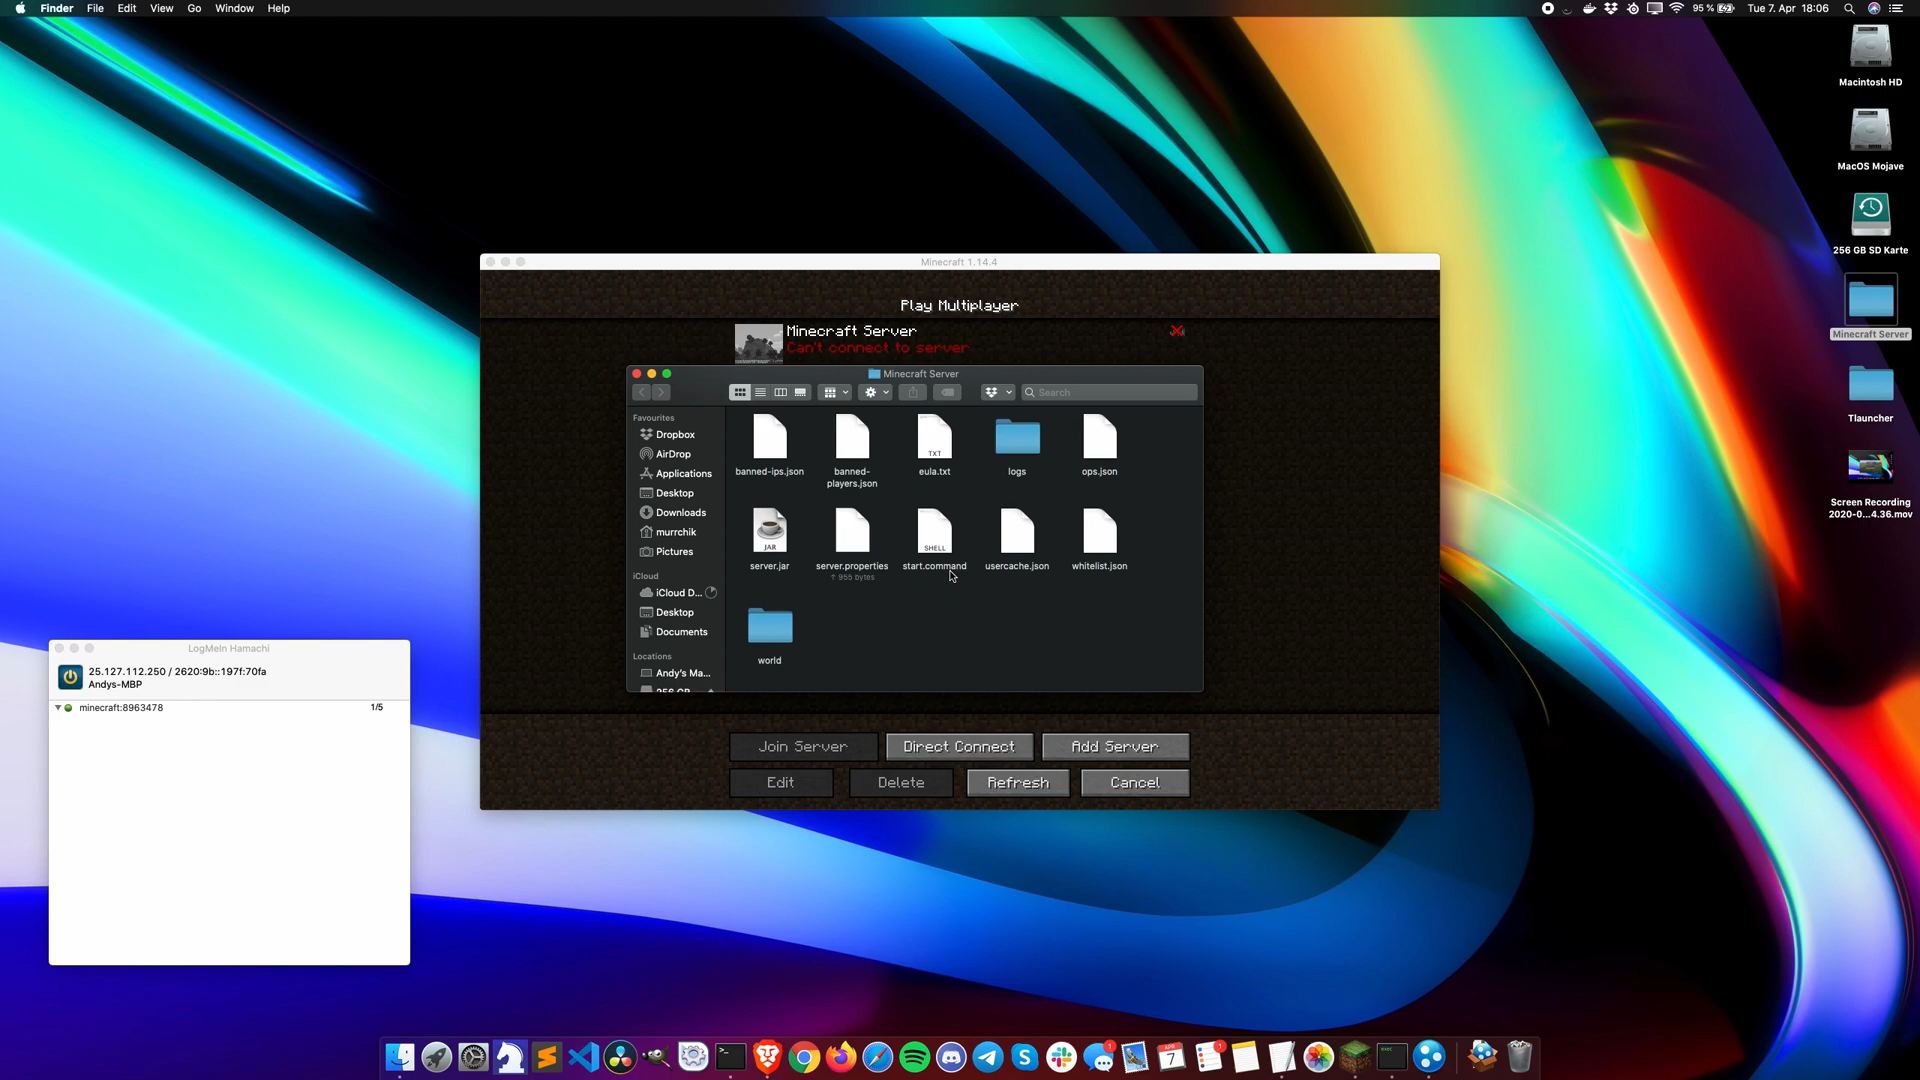 Finder File Edit View Go Window Help
95 % Tue 7. Apr 18:06
Macintosh HD
MacOS Mojave
256 GB SD Karte
Minecraft Server
Tlauncher
Screen Recording
2020-0...4.36.mov
Minecraft 1.14.4
Play Multiplayer
Minecraft Server
Can't connect to server
Minecraft Server
Search
Favourites
Dropbox
AirDrop
Applications
Desktop
Downloads
murrchik
Pictures
iCloud
iCloud D...
Desktop
Documents
Locations
Andy's Ma...
256 GB
banned-ips.json
banned-
players.json
TXT
eula.txt
logs
ops.json
JAR
server.jar
server.properties
↑ 955 bytes
SHELL
start.command
usercache.json
whitelist.json
world
Join Server Direct Connect Add Server
Edit Delete Refresh Cancel
LogMeIn Hamachi
25.127.112.250 / 2620:9b::197f:70fa
Andys-MBP
minecraft:8963478 1/5
APR
7
1
1